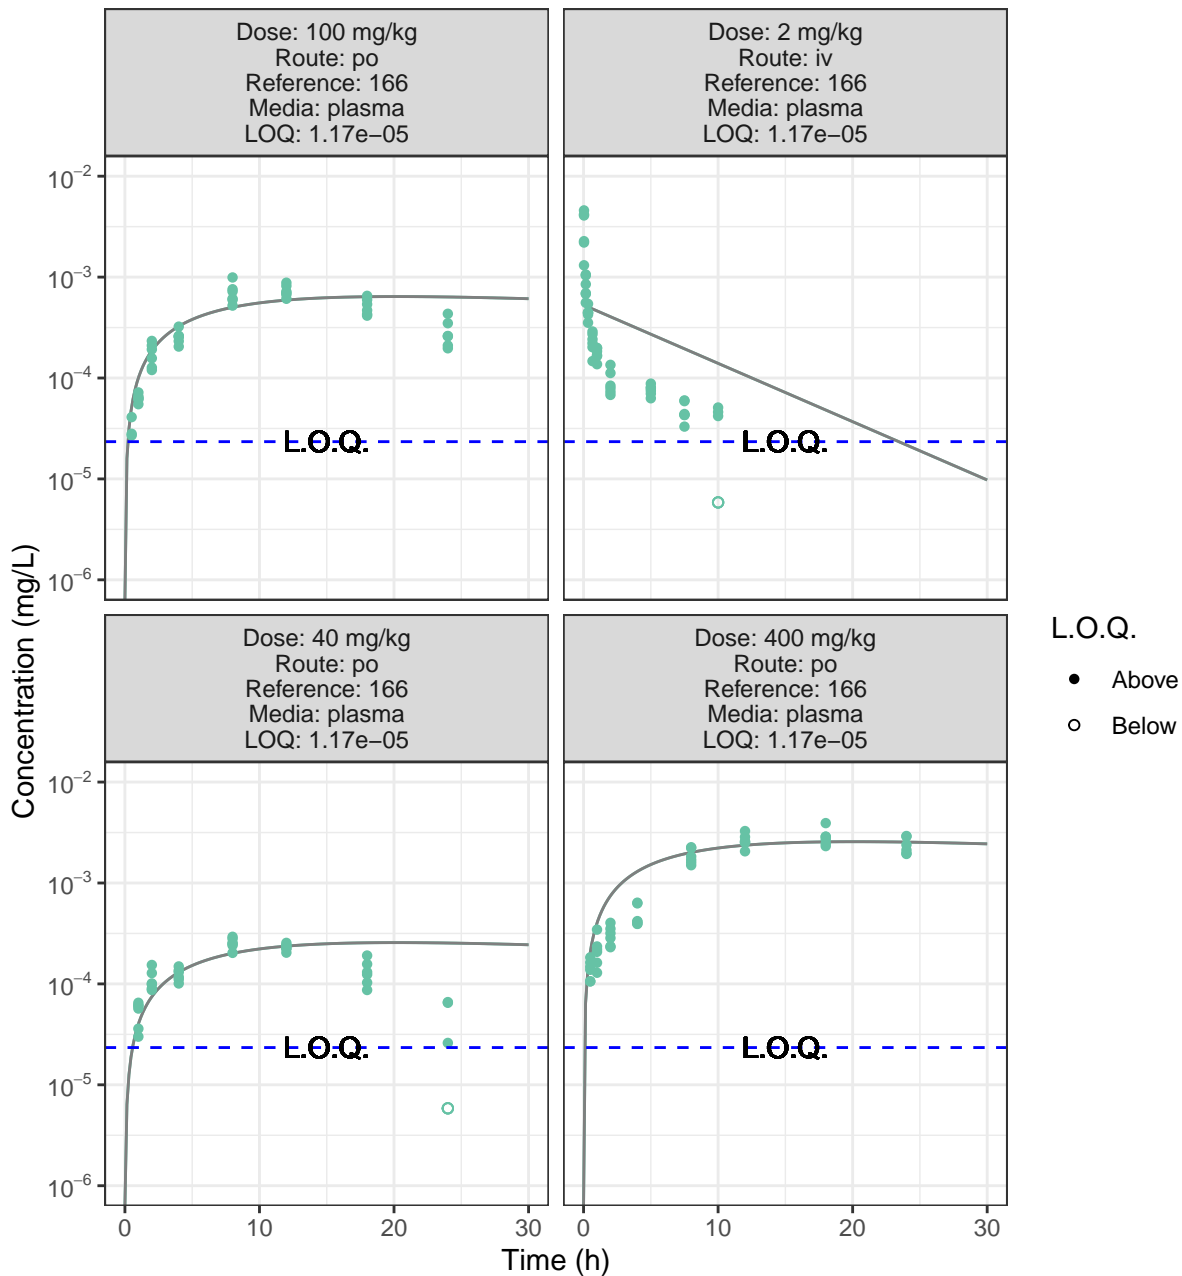 Dose: 100 mg/kg
Route: po
Reference: 166
Media: plasma
LOQ: 1.17e−05
Dose: 2 mg/kg
Route: iv
Reference: 166
Media: plasma
LOQ: 1.17e−05
10⁻²
10⁻³
10⁻⁴
10⁻⁵
10⁻⁶
L.O.Q.
L.O.Q.
Dose: 40 mg/kg
Route: po
Reference: 166
Media: plasma
LOQ: 1.17e−05
Dose: 400 mg/kg
Route: po
Reference: 166
Media: plasma
LOQ: 1.17e−05
10⁻²
10⁻³
10⁻⁴
10⁻⁵
10⁻⁶
L.O.Q.
L.O.Q.
0 10 20 30
0 10 20 30
Time (h)
Concentration (mg/L)
L.O.Q.
Above
Below